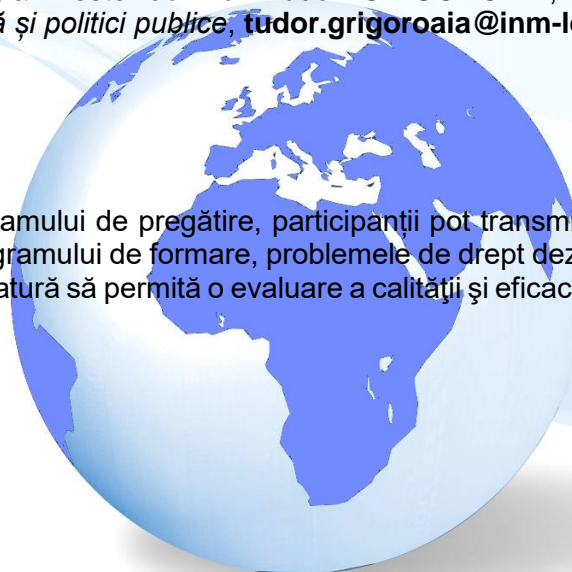 și politici publice, tudor.grigoroaia@inm-l
amului de pregătire, participanții pot transm
gramului de formare, problemele de drept dez
atură să permită o evaluare a calității şi eficac